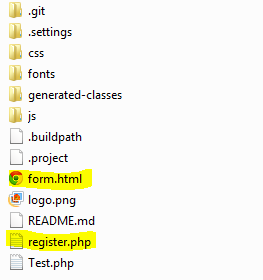 .git
.settings
css
fonts
generated-classes
js
.buildpath
.project
form.html
logo.png
README.md
register.php
Test.php